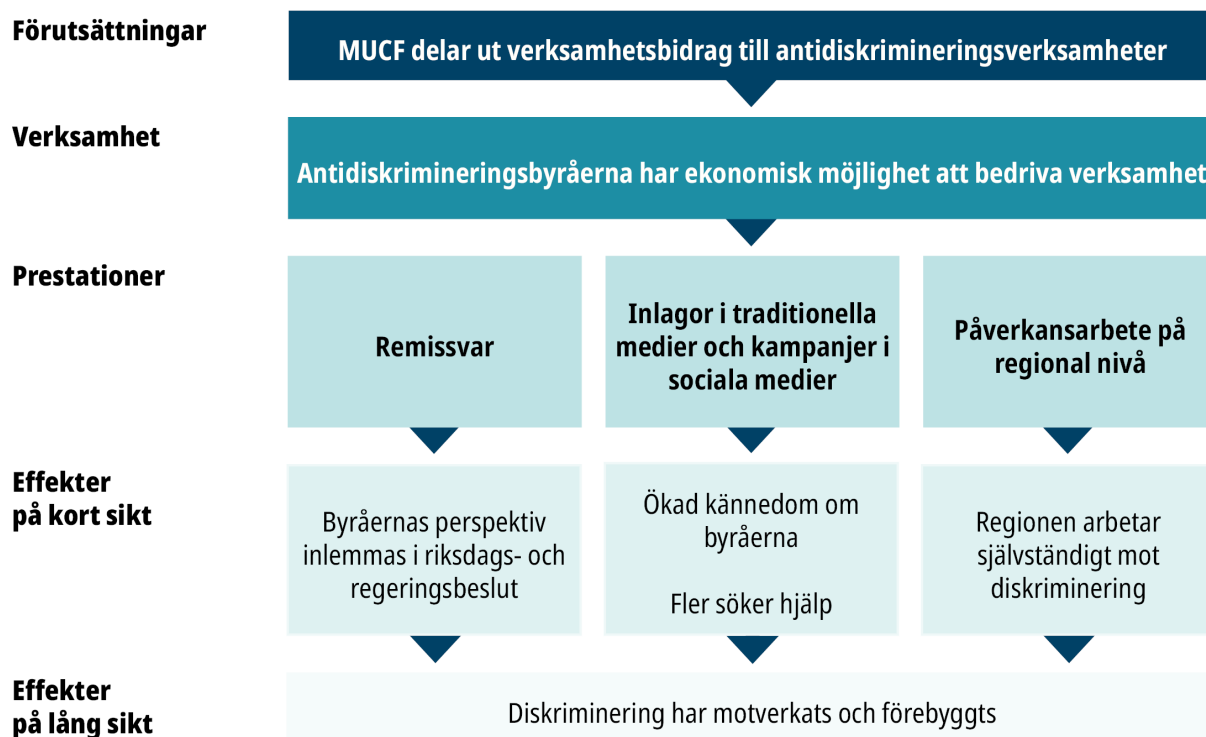 Förutsättningar
MUCF delar ut verksamhetsbidrag till antidiskrimineringsverksamheter
Verksamhet
Antidiskrimineringsbyråerna har ekonomisk möjlighet att bedriva verksamhet
Prestationer
Remissvar
Inlagor i traditionella
medier och kampanjer i
sociala medier
Påverkansarbete på
regional nivå
Effekter
på kort sikt
Byråernas perspektiv
inlemmas i riksdags- och
regeringsbeslut
Ökad kännedom om
byråerna
Fler söker hjälp
Regionen arbetar
självständigt mot
diskriminering
Effekter
på lång sikt
Diskriminering har motverkats och förebyggts